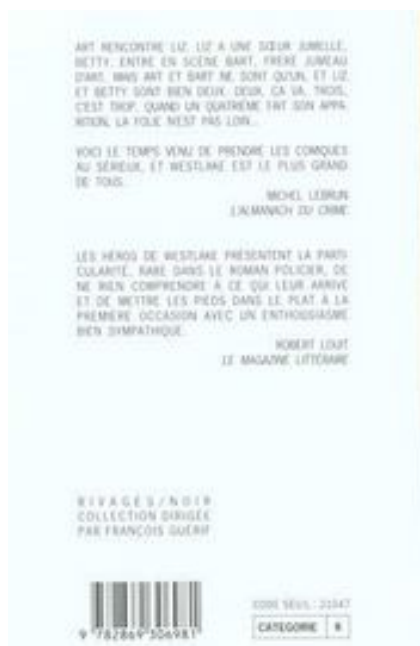 ART RENCONTRE LIZ. LIZ A UNE SŒUR JUMELLE,
BETTY. ENTRE EN SCÈNE BART, FRÈRE JUMEAU
D'ART. MAIS ART ET BART NE SONT QU'UN, ET LIZ
ET BETTY SONT BIEN DEUX. DEUX, ÇA VA, TROIS,
C'EST TROP. QUAND UN QUATRIÈME FAIT SON APPA-
RITION, LA FOLIE N'EST PAS LOIN...
VOICI LE TEMPS VENU DE PRENDRE LES COMIQUES
AU SÉRIEUX, ET WESTLAKE EST LE PLUS GRAND
DE TOUS.
MICHEL LEBRUN
L'ALMANACH DU CRIME
LES HÉROS DE WESTLAKE PRÉSENTENT LA PARTI-
CULARITÉ, RARE DANS LE ROMAN POLICIER, DE
NE RIEN COMPRENDRE À CE QUI LEUR ARRIVE
ET DE METTRE LES PIEDS DANS LE PLAT À LA
PREMIÈRE OCCASION AVEC UN ENTHOUSIASME
BIEN SYMPATHIQUE.
ROBERT LOUIT
LE MAGAZINE LITTÉRAIRE
RIVAGES/NOIR
COLLECTION DIRIGÉE
PAR FRANÇOIS GUÉRIF
9 782869 306981
CODE SEUIL :
CATEGORIE